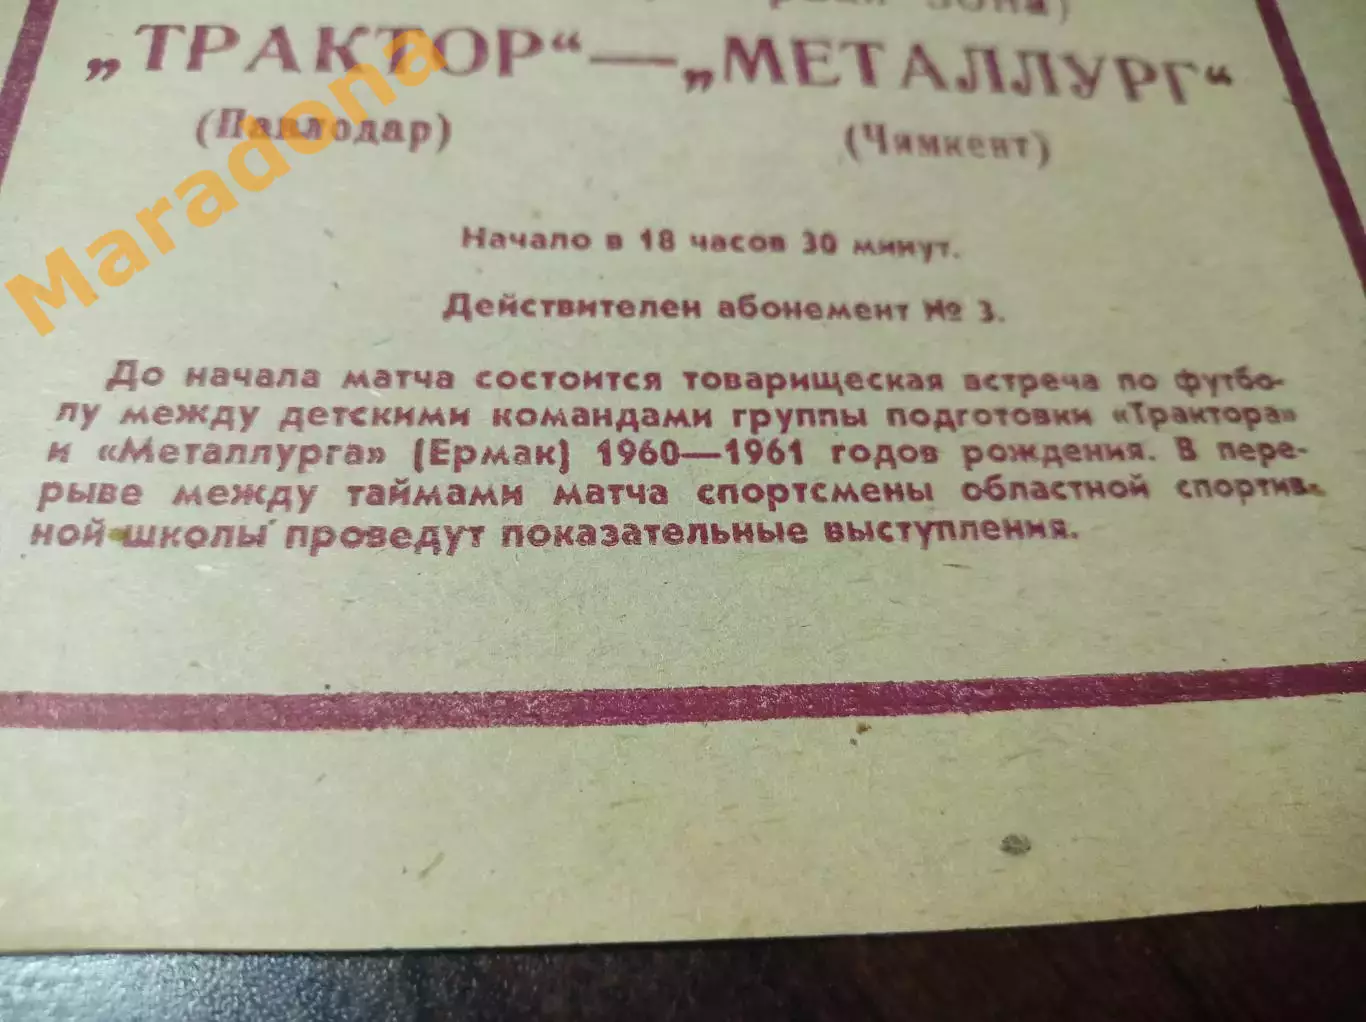 зона)
„ТРАКТОР“—„МЕТАЛЛУРГ“
(Павлодар) (Чимкент)
Начало в 18 часов 30 минут.
Действителен абонемент № 3.
До начала матча состоится товарищеская встреча по футбо-
лу между детскими командами группы подготовки «Трактора»
и «Металлурга» (Ермак) 1960—1961 годов рождения. В пере-
рыве между таймами матча спортсмены областной спортив-
ной школы проведут показательные выступления.
Maradona